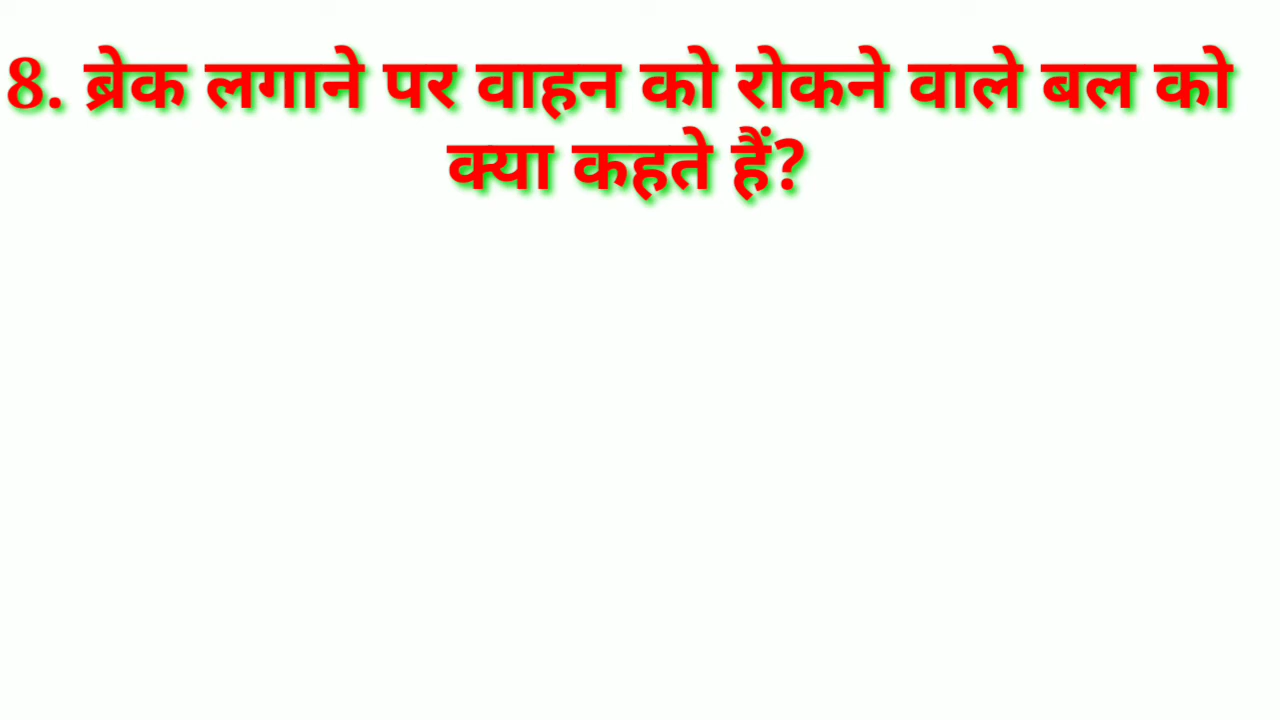 8. ब्रेक लगाने पर वाहन को रोकने वाले बल को
क्या कहते हैं?